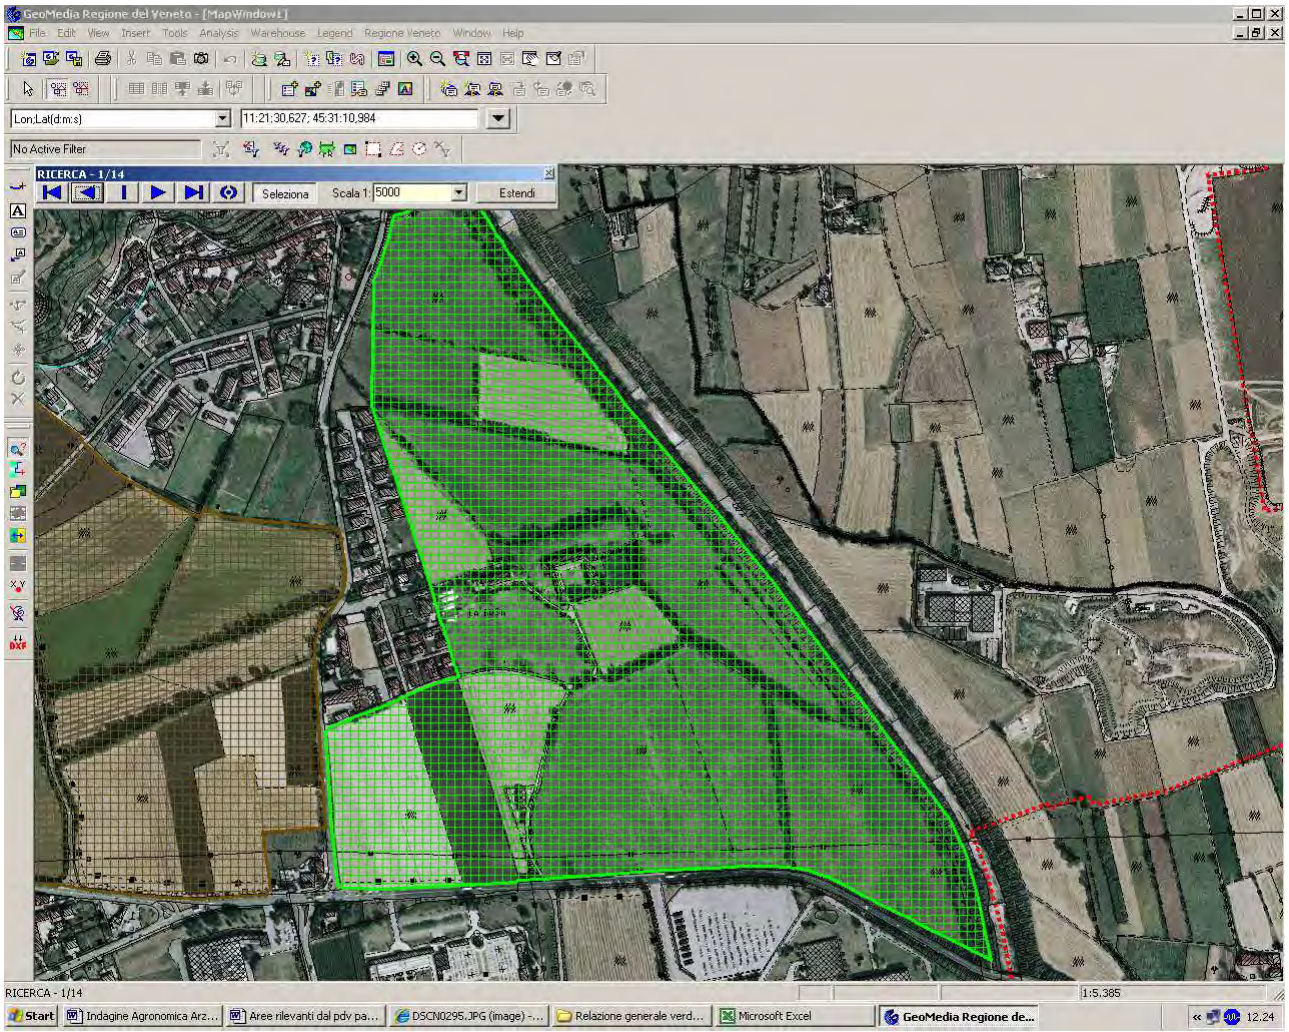 GeoMedia Regione del Veneto - [MapWindow1]
File Edit View Insert Tools Analysis Warehouse Legend Regione Veneto Window Help
Lon;Lat(d:m:s) 11:21:30,627; 45:31:10,984
No Active Filter
RICERCA - 1/14
Seleziona Scala 1: 5000 Estendi
DXF
RICERCA - 1/14 1:5.385
Start Indagine Agronomica Arz... Aree rilevanti dal pdv pa... DSCN0295.JPG (image) -... Relazione generale verd... Microsoft Excel GeoMedia Regione de... 12.24